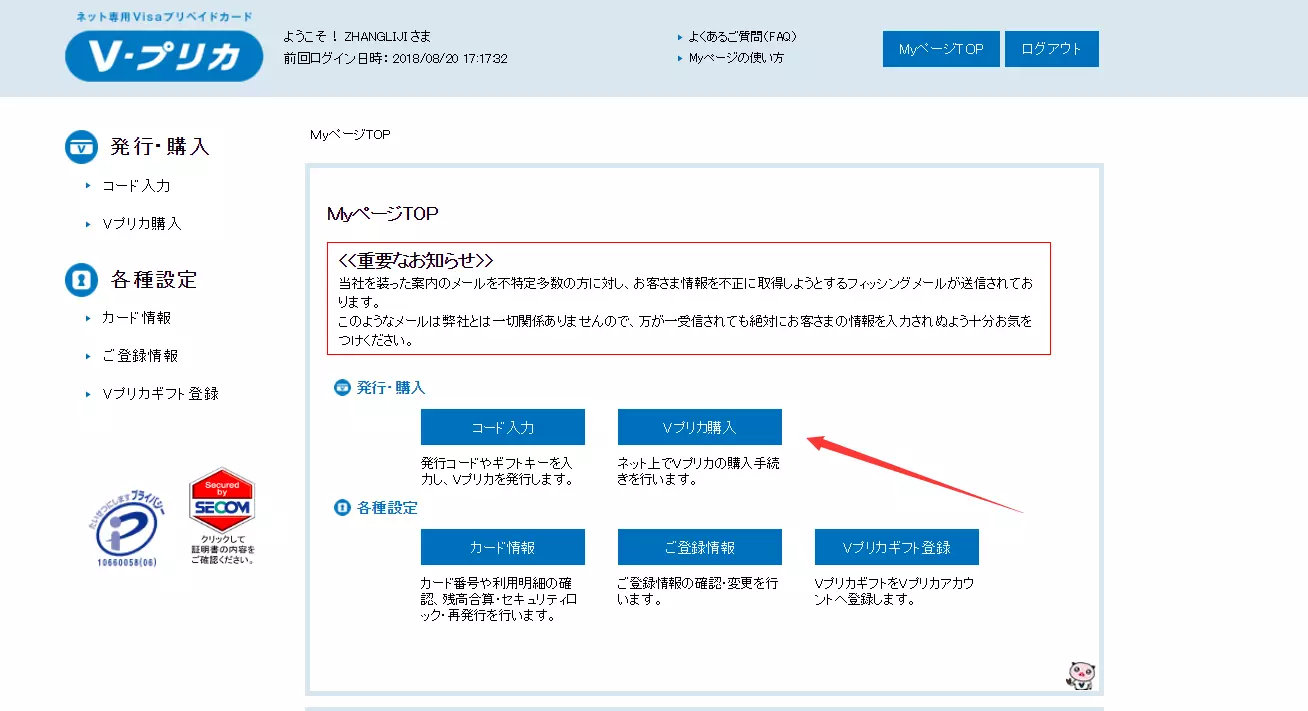 ネット専用Visaプリペイドカード
V-プリカ
ようこそ！ ZHANGLIJIさま
前回ログイン日時： 2018/08/20 17:17:32
よくあるご質問(FAQ)
Myページの使い方
MyページTOP
ログアウト
発行・購入
コード入力
Vプリカ購入
各種設定
カード情報
ご登録情報
Vプリカギフト登録
たいせつにします プライバシー
10660058(06)
Secured
by
SECOM
クリックして
証明書の内容を
ご確認ください。
MyページTOP
MyページTOP
<<重要なお知らせ>>
当社を装った案内のメールを不特定多数の方に対し、お客さま情報を不正に取得しようとするフィッシングメールが送信されてお
ります。
このようなメールは弊社とは一切関係ありませんので、万が一受信されても絶対にお客さまの情報を入力されぬよう十分お気を
つけください。
発行・購入
コード入力
Vプリカ購入
発行コードやギフトキーを入
力し、Vプリカを発行します。
ネット上でVプリカの購入手続
きを行います。
各種設定
カード情報
ご登録情報
Vプリカギフト登録
カード番号や利用明細の確
認、残高合算・セキュリティロ
ック・再発行を行います。
ご登録情報の確認・変更を行
います。
VプリカギフトをVプリカアカウ
ントへ登録します。